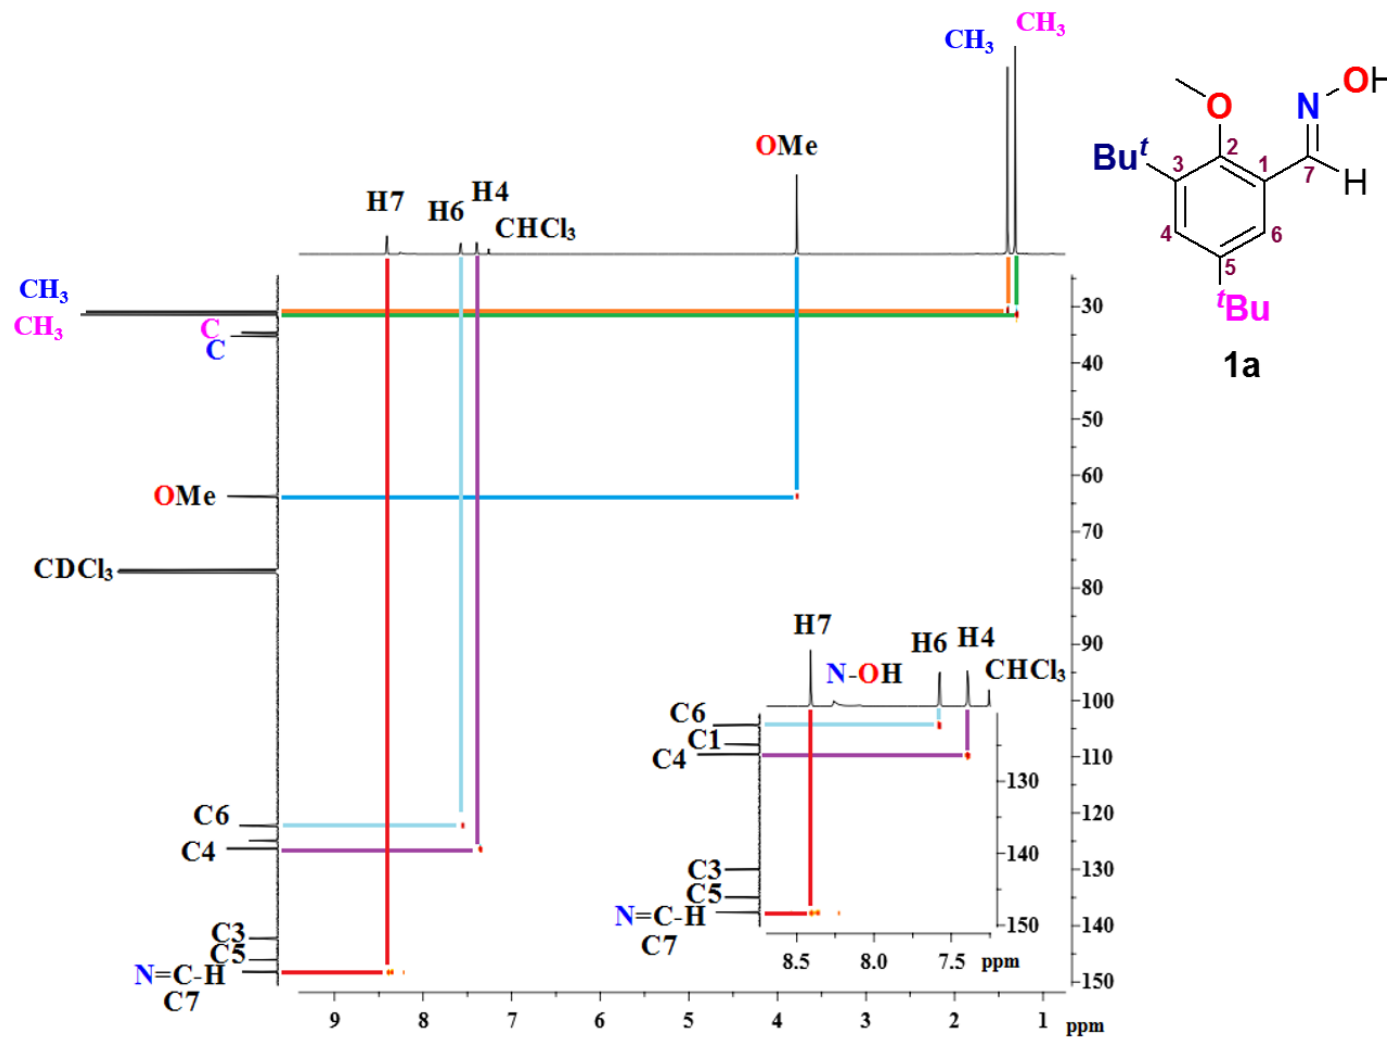 CH₃
CH₃
OMe
H7
H6
H4
CHCl₃
CH₃
CH₃
C
C
OMe
CDCl₃
C6
C4
C3
C5
N=C-H
C7
30
40
50
60
70
80
90
100
110
120
130
140
150
9
8
7
6
5
4
3
2
1
ppm
H7
N-OH
H6
H4
CHCl₃
C6
C1
C4
C3
C5
N=C-H
C7
130
140
150
8.5
8.0
7.5
ppm
OH
N
O
Buᵗ
2
1
3
7
H
4
6
5
ᵗBu
1a